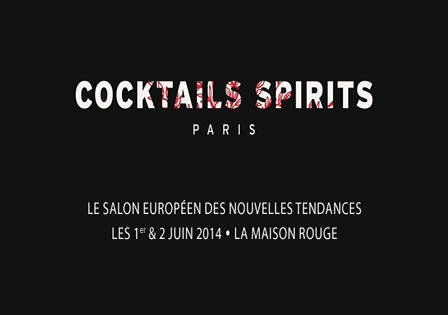 COCKTAILS SPIRITS
PARIS
LE SALON EUROPÉEN DES NOUVELLES TENDANCES
LES 1er & 2 JUIN 2014 • LA MAISON ROUGE